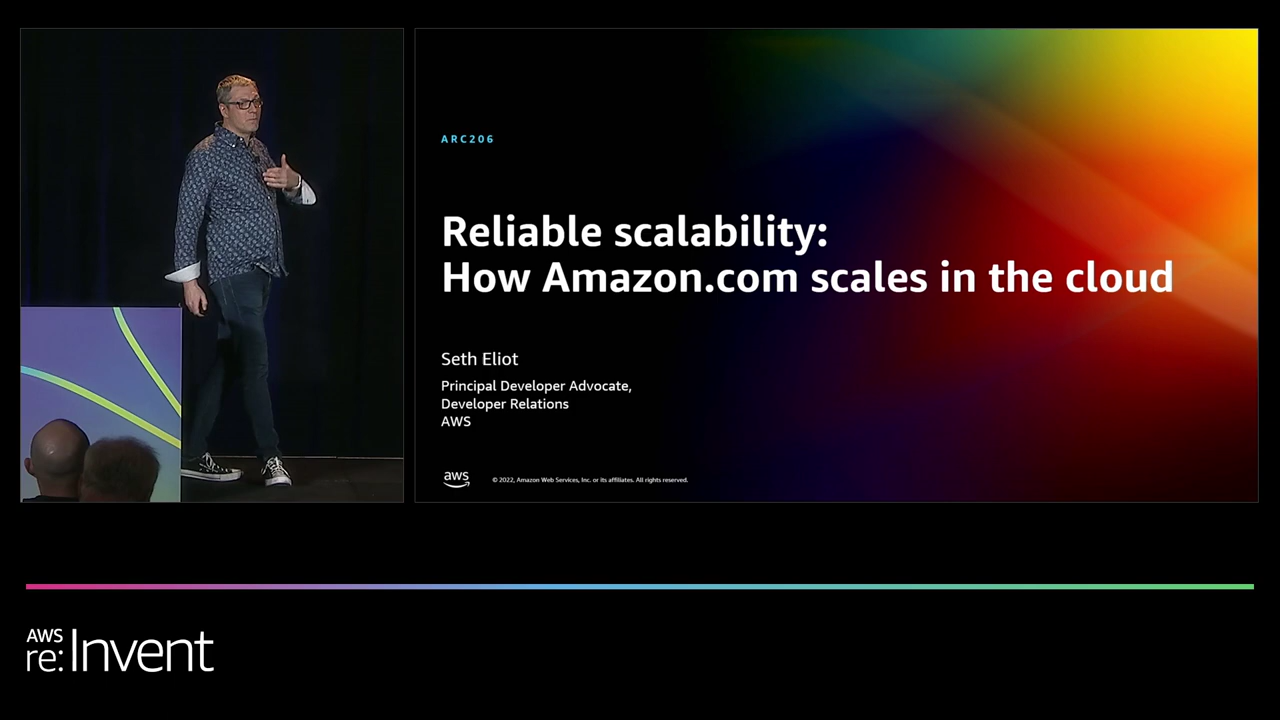 ARC206
Reliable scalability:
How Amazon.com scales in the cloud
Seth Eliot
Principal Developer Advocate,
Developer Relations
AWS
aws
© 2022, Amazon Web Services, Inc. or its affiliates. All rights reserved.
AWS
re:Invent